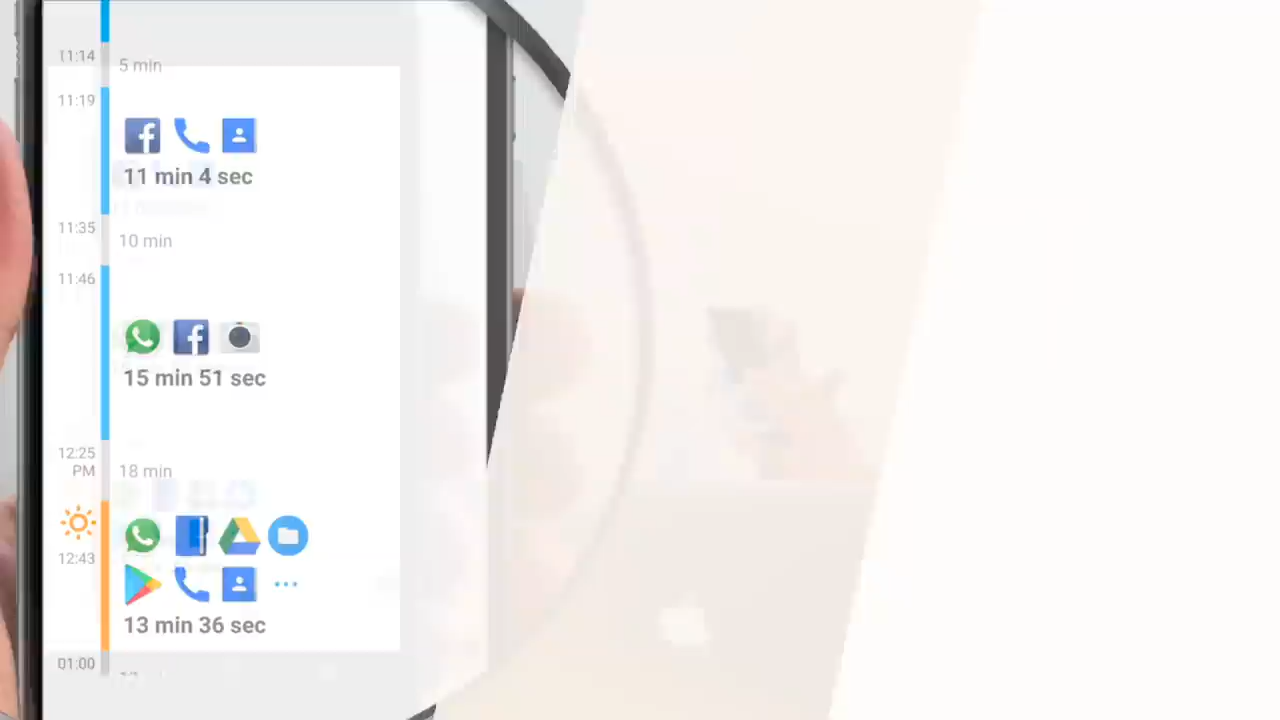 11:14
5 min
11:19
11 min 4 sec
11:35
10 min
11:46
15 min 51 sec
12:25
PM
18 min
12:43
13 min 36 sec
01:00